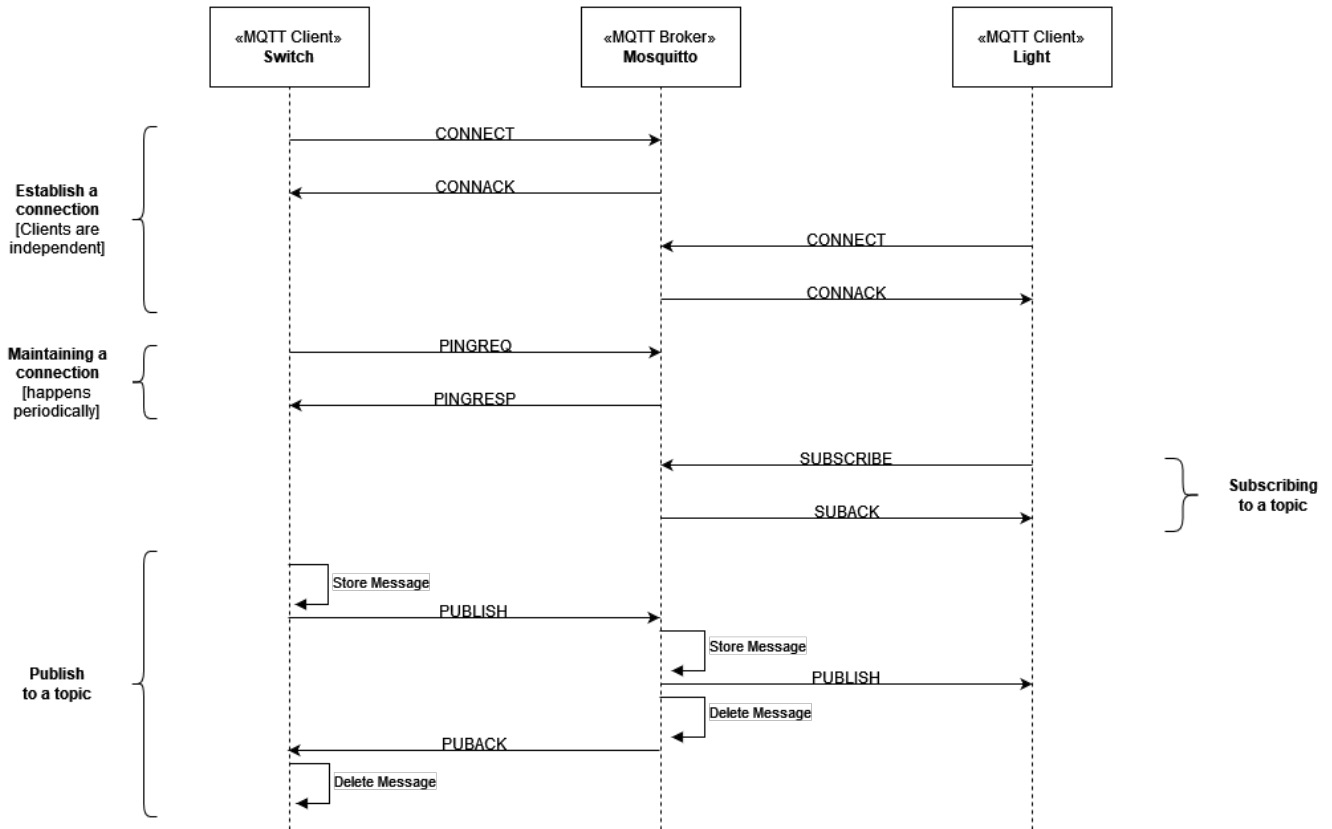 «MQTT Client»
Switch
«MQTT Broker»
Mosquitto
«MQTT Client»
Light
CONNECT
CONNACK
Establish a
connection
[Clients are
independent]
CONNECT
CONNACK
Maintaining a
connection
[happens
periodically]
PINGREQ
PINGRESP
SUBSCRIBE
SUBACK
Subscribing
to a topic
Store Message
PUBLISH
Store Message
Publish
to a topic
PUBLISH
Delete Message
PUBACK
Delete Message